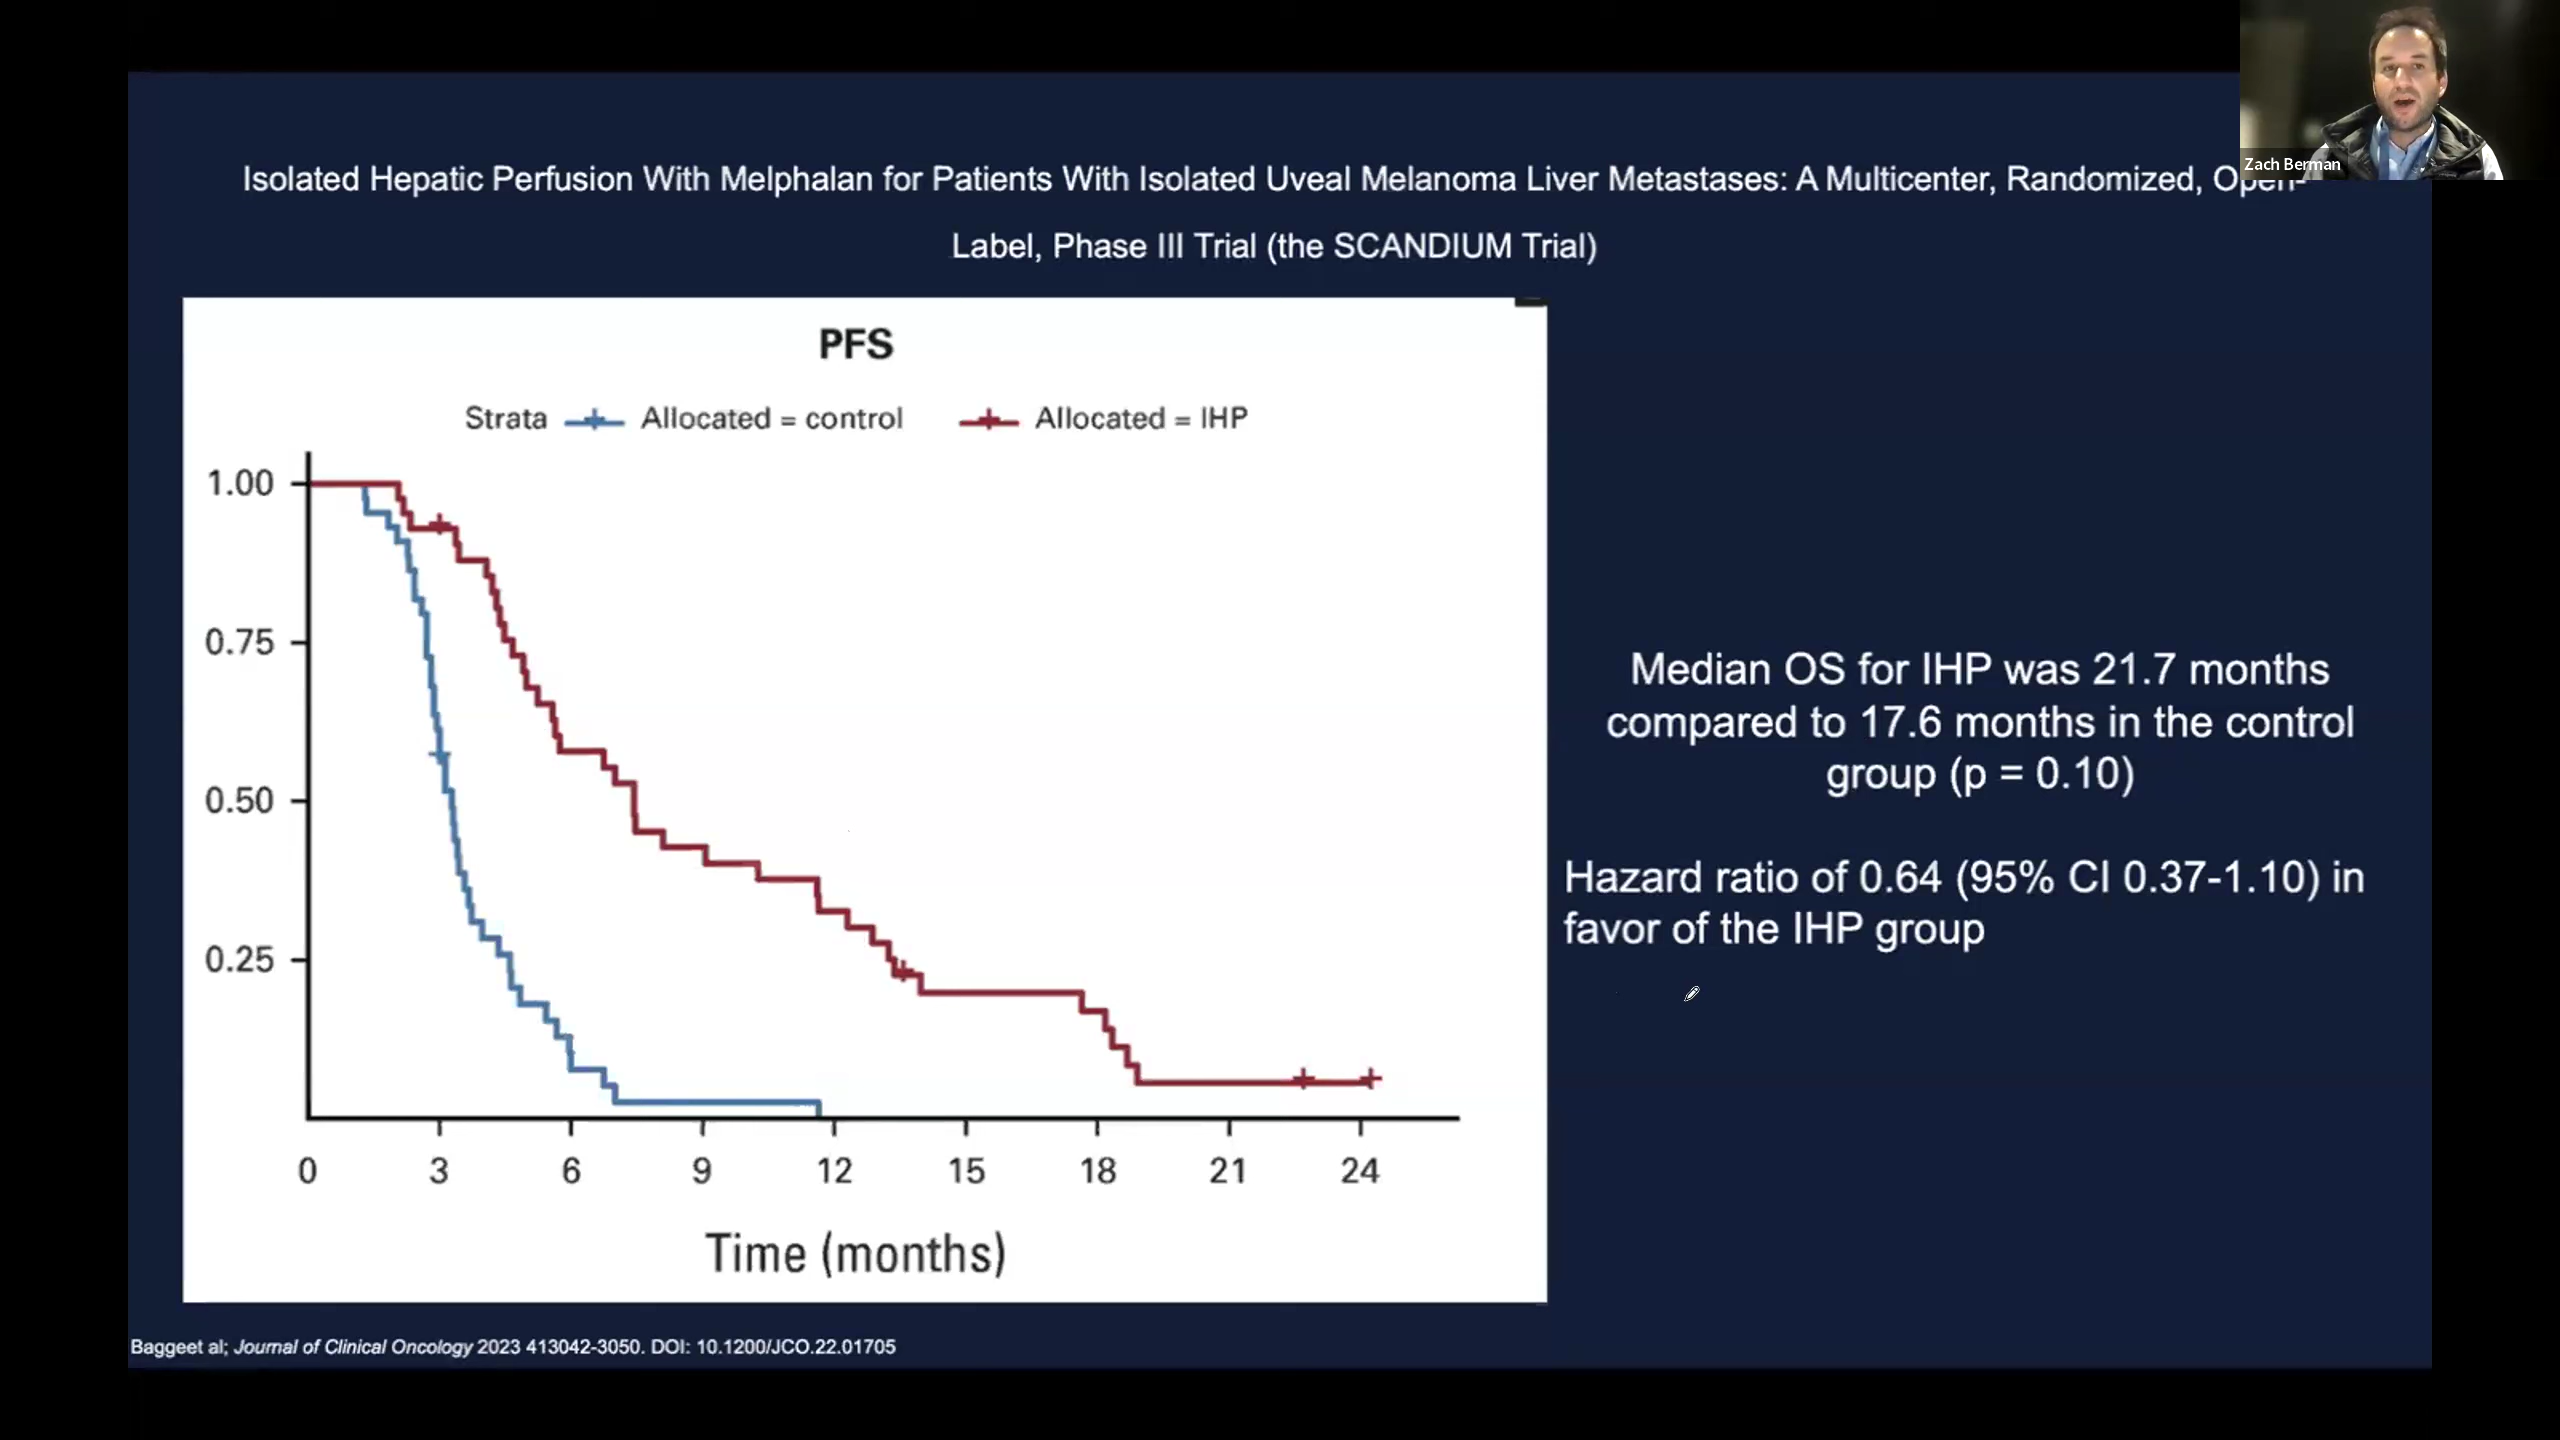 Zach Berman
Isolated Hepatic Perfusion With Melphalan for Patients With Isolated Uveal Melanoma Liver Metastases: A Multicenter, Randomized, Open-
Label, Phase III Trial (the SCANDIUM Trial)
PFS
Strata Allocated = control Allocated = IHP
1.00
0.75
0.50
0.25
0 3 6 9 12 15 18 21 24
Time (months)
Median OS for IHP was 21.7 months
compared to 17.6 months in the control
group (p = 0.10)
Hazard ratio of 0.64 (95% CI 0.37-1.10) in
favor of the IHP group
Baggeet al; Journal of Clinical Oncology 2023 413042-3050. DOI: 10.1200/JCO.22.01705